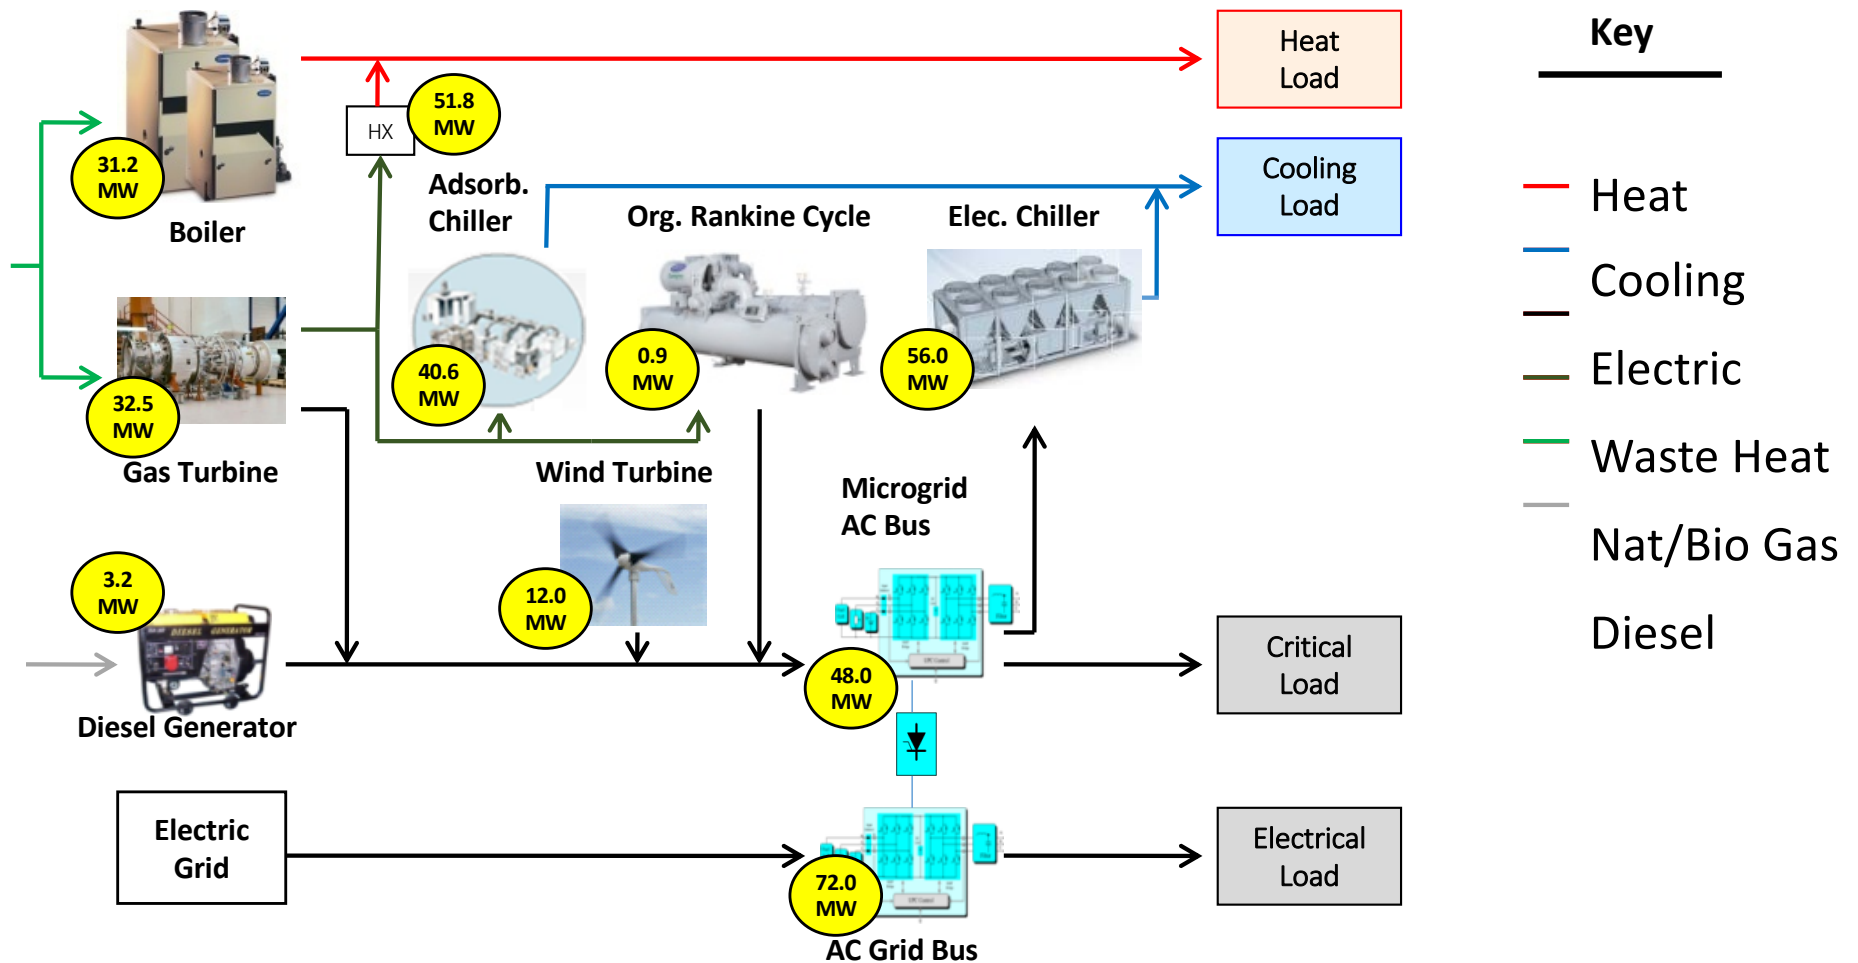 Key
Heat
Load
HX
51.8
MW
31.2
MW
Boiler
Adsorb.
Chiller
Org. Rankine Cycle
Elec. Chiller
Cooling
Load
Heat
Cooling
Electric
Waste Heat
Nat/Bio Gas
Diesel
40.6
MW
0.9
MW
56.0
MW
32.5
MW
Gas Turbine
Wind Turbine
Microgrid
AC Bus
3.2
MW
DIESEL GENERATOR
Diesel Generator
12.0
MW
48.0
MW
Critical
Load
Electric
Grid
72.0
MW
AC Grid Bus
Electrical
Load